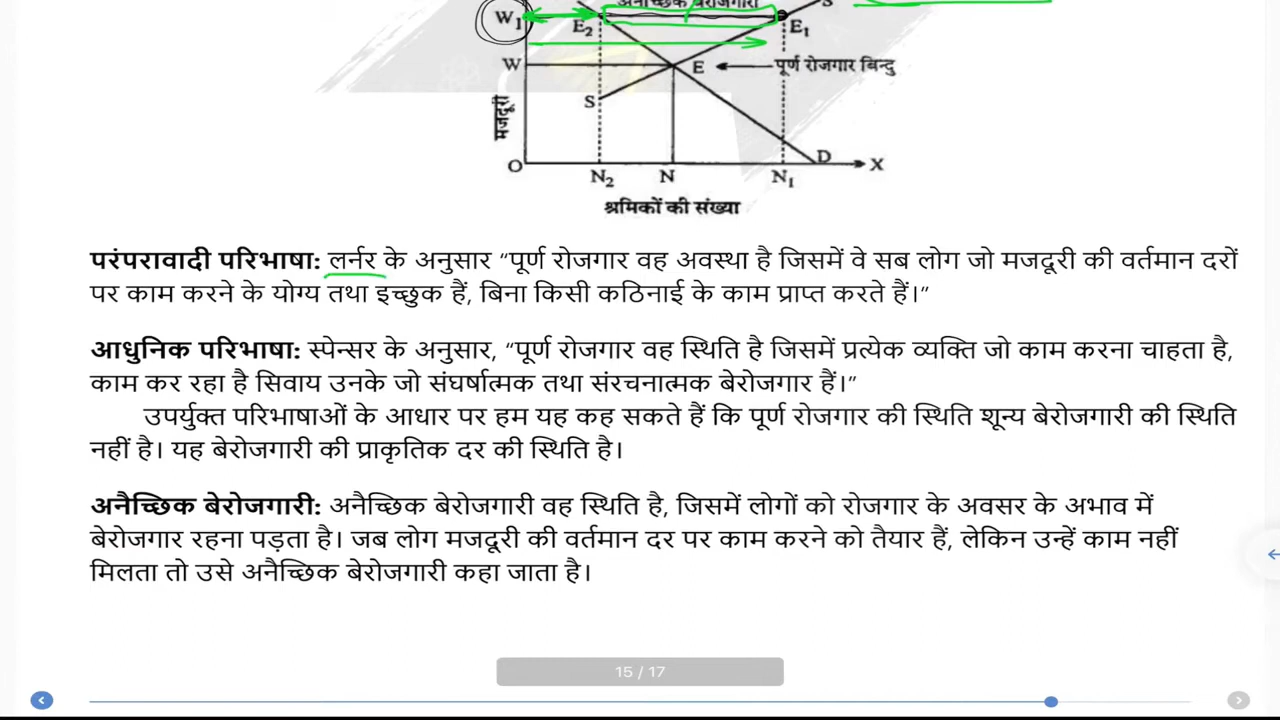 अनैच्छिक बेरोजगारी
W1
E2
E1
W
E
पूर्ण रोजगार बिन्दु
S
मजदूरी
O
D
X
N2
N
N1
श्रमिकों की संख्या
परंपरावादी परिभाषा: लर्नर के अनुसार “पूर्ण रोजगार वह अवस्था है जिसमें वे सब लोग जो मजदूरी की वर्तमान दरों
पर काम करने के योग्य तथा इच्छुक हैं, बिना किसी कठिनाई के काम प्राप्त करते हैं।”
आधुनिक परिभाषा: स्पेन्सर के अनुसार, “पूर्ण रोजगार वह स्थिति है जिसमें प्रत्येक व्यक्ति जो काम करना चाहता है,
काम कर रहा है सिवाय उनके जो संघर्षात्मक तथा संरचनात्मक बेरोजगार हैं।”
उपर्युक्त परिभाषाओं के आधार पर हम यह कह सकते हैं कि पूर्ण रोजगार की स्थिति शून्य बेरोजगारी की स्थिति
नहीं है। यह बेरोजगारी की प्राकृतिक दर की स्थिति है।
अनैच्छिक बेरोजगारी: अनैच्छिक बेरोजगारी वह स्थिति है, जिसमें लोगों को रोजगार के अवसर के अभाव में
बेरोजगार रहना पड़ता है। जब लोग मजदूरी की वर्तमान दर पर काम करने को तैयार हैं, लेकिन उन्हें काम नहीं
मिलता तो उसे अनैच्छिक बेरोजगारी कहा जाता है।
15 / 17